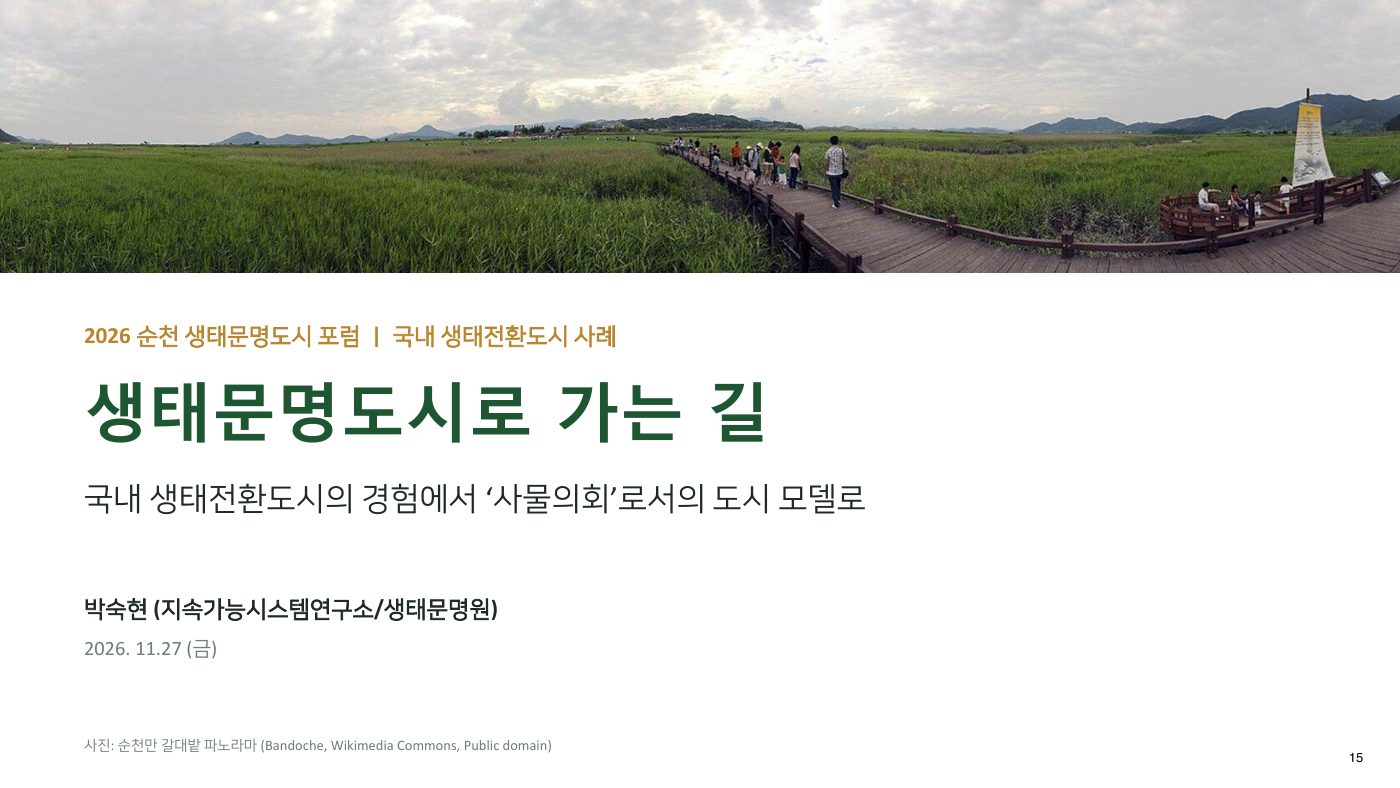 2026 순천 생태문명도시 포럼 | 국내 생태전환도시 사례
생태문명도시로 가는 길
국내 생태전환도시의 경험에서 ‘사물의회’로서의 도시 모델로
박숙현 (지속가능시스템연구소/생태문명원)
2026. 11.27 (금)
사진: 순천만 갈대밭 파노라마 (Bandoche, Wikimedia Commons, Public domain)
15